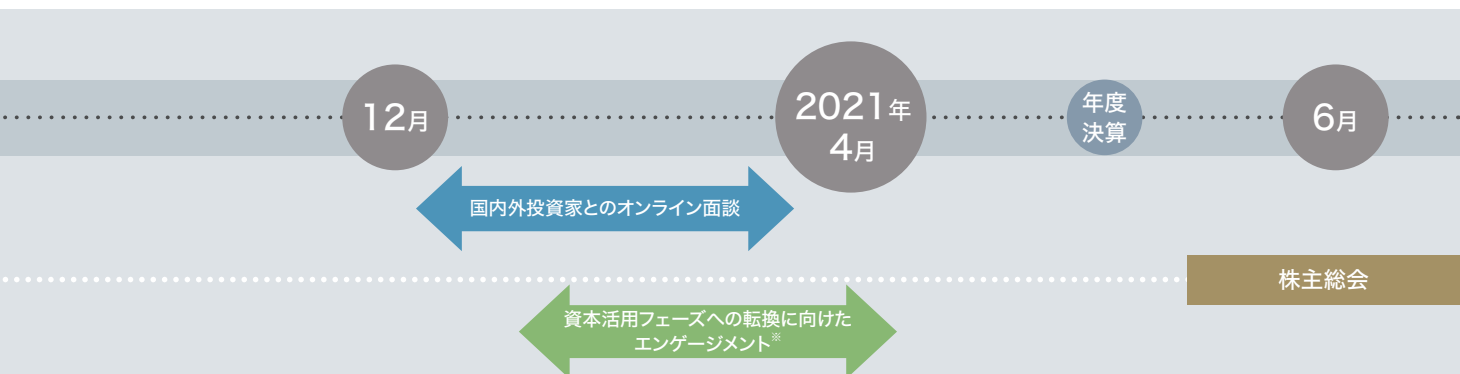 12月
2021年
4月
年度
決算
6月
国内外投資家とのオンライン面談
株主総会
資本活用フェーズへの転換に向けた
エンゲージメント※